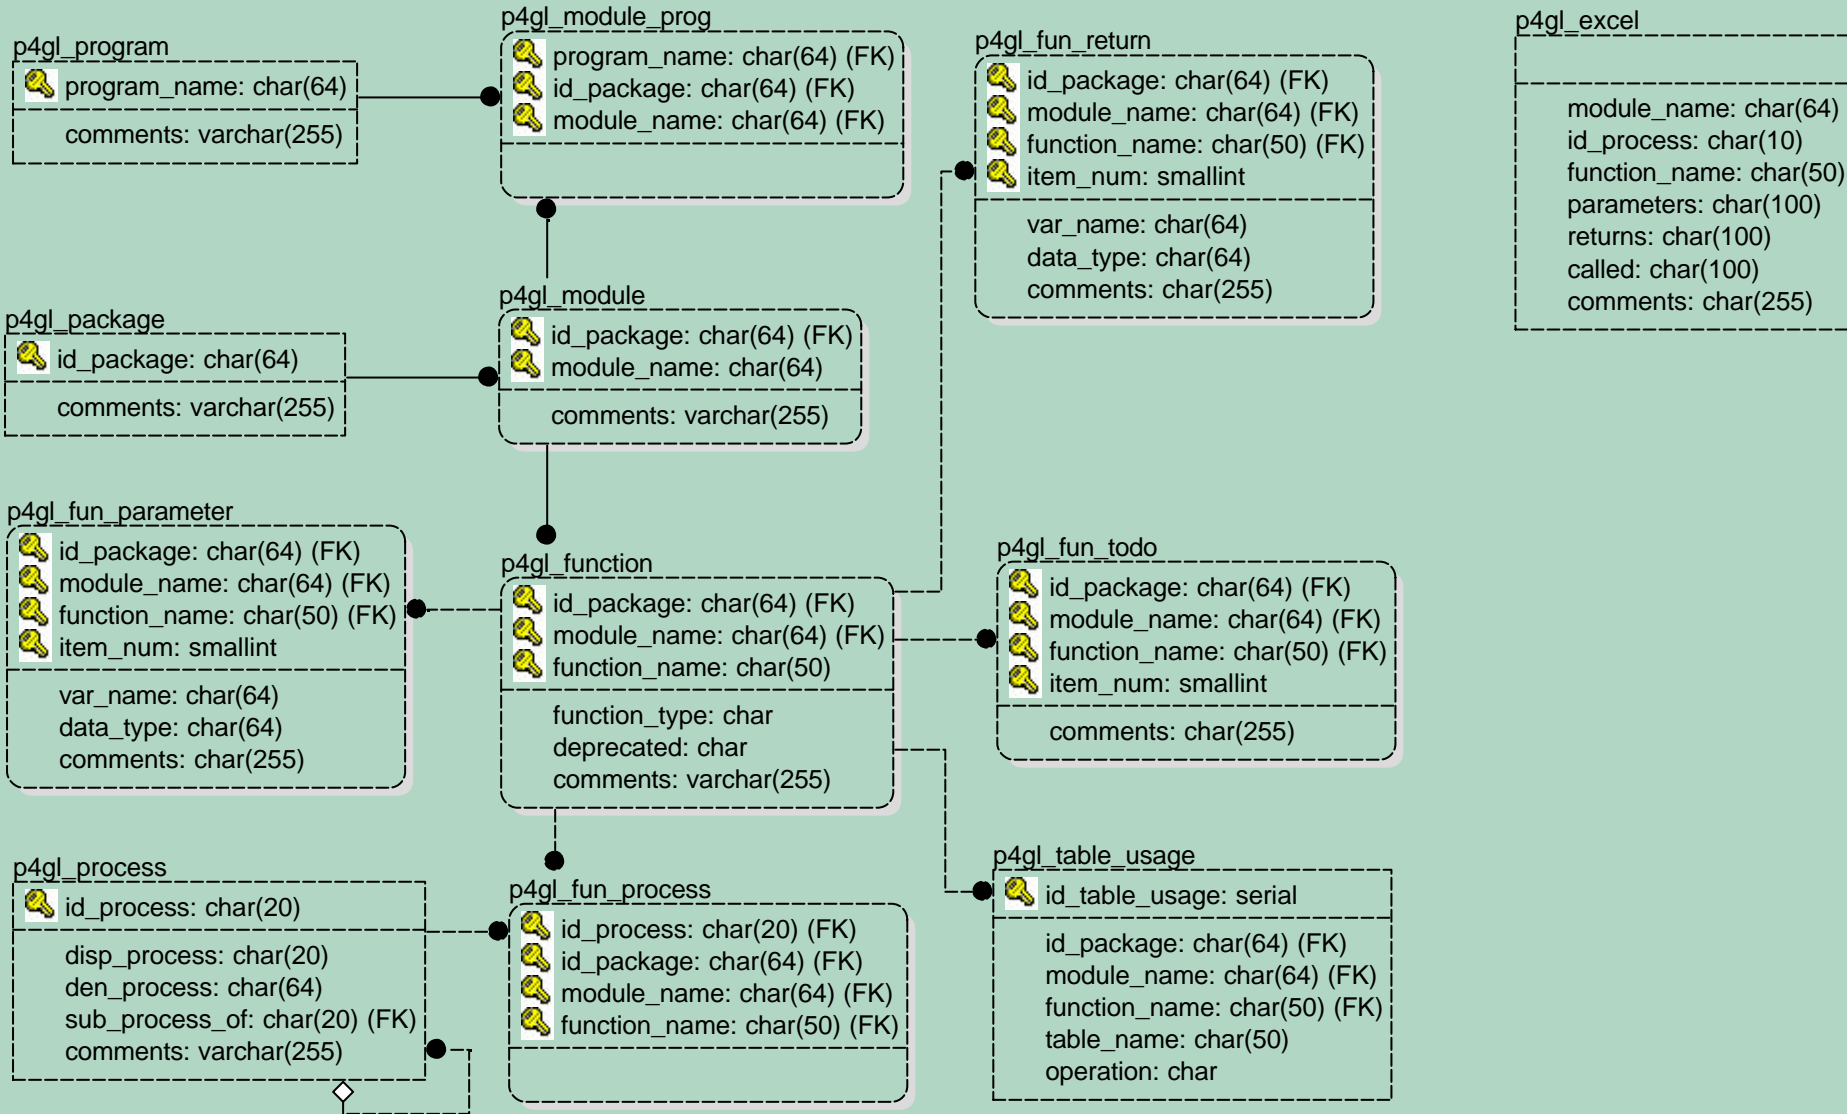 p4gl_program
program_name: char(64)
comments: varchar(255)
p4gl_module_prog
program_name: char(64) (FK)
id_package: char(64) (FK)
module_name: char(64) (FK)
p4gl_fun_return
id_package: char(64) (FK)
module_name: char(64) (FK)
function_name: char(50) (FK)
item_num: smallint
var_name: char(64)
data_type: char(64)
comments: char(255)
p4gl_excel
module_name: char(64)
id_process: char(10)
function_name: char(50)
parameters: char(100)
returns: char(100)
called: char(100)
comments: char(255)
p4gl_package
id_package: char(64)
comments: varchar(255)
p4gl_module
id_package: char(64) (FK)
module_name: char(64)
comments: varchar(255)
p4gl_fun_parameter
id_package: char(64) (FK)
module_name: char(64) (FK)
function_name: char(50) (FK)
item_num: smallint
var_name: char(64)
data_type: char(64)
comments: char(255)
p4gl_function
id_package: char(64) (FK)
module_name: char(64) (FK)
function_name: char(50)
function_type: char
deprecated: char
comments: varchar(255)
p4gl_fun_todo
id_package: char(64) (FK)
module_name: char(64) (FK)
function_name: char(50) (FK)
item_num: smallint
comments: char(255)
p4gl_process
id_process: char(20)
disp_process: char(20)
den_process: char(64)
sub_process_of: char(20) (FK)
comments: varchar(255)
p4gl_fun_process
id_process: char(20) (FK)
id_package: char(64) (FK)
module_name: char(64) (FK)
function_name: char(50) (FK)
p4gl_table_usage
id_table_usage: serial
id_package: char(64) (FK)
module_name: char(64) (FK)
function_name: char(50) (FK)
table_name: char(50)
operation: char